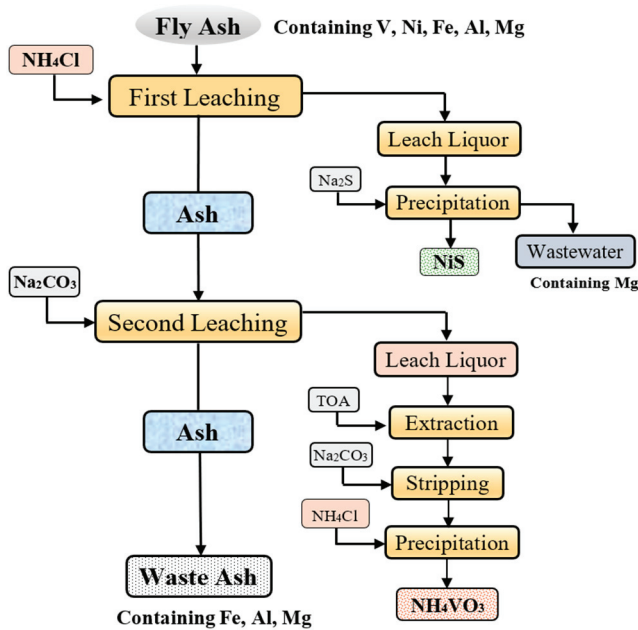 Fly Ash
Containing V, Ni, Fe, Al, Mg
NH₄Cl
First Leaching
Leach Liquor
Na₂S
Precipitation
Ash
NiS
Wastewater
Containing Mg
Na₂CO₃
Second Leaching
Leach Liquor
TOA
Extraction
Ash
Na₂CO₃
Stripping
NH₄Cl
Precipitation
Waste Ash
NH₄VO₃
Containing Fe, Al, Mg